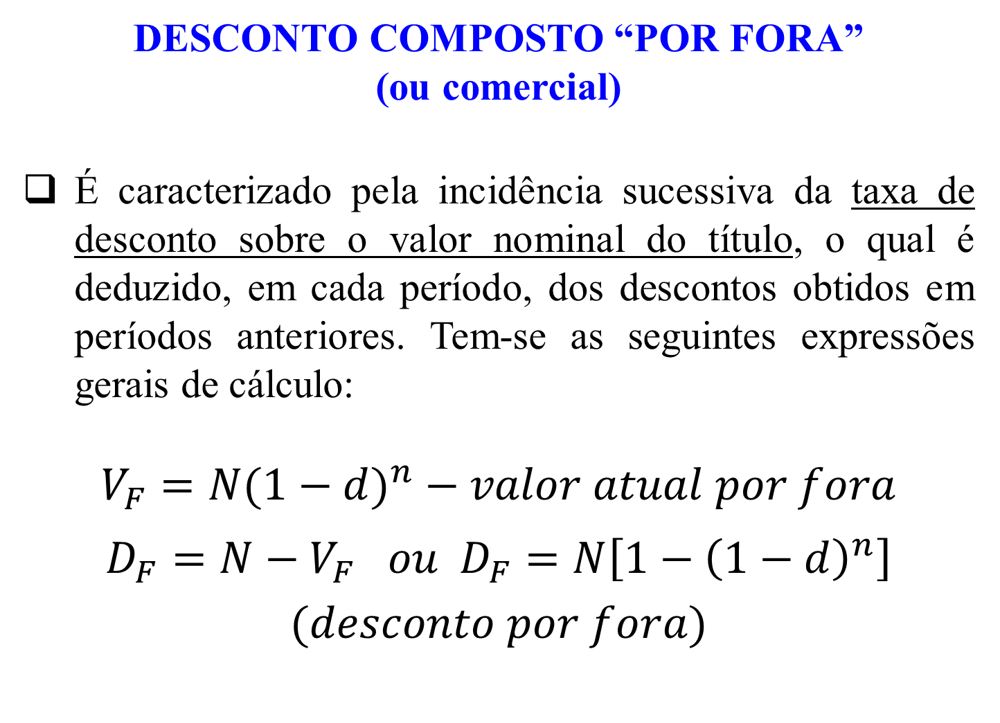 DESCONTO COMPOSTO “POR FORA”
(ou comercial)
❑ É caracterizado pela incidência sucessiva da taxa de
desconto sobre o valor nominal do título, o qual é
deduzido, em cada período, dos descontos obtidos em
períodos anteriores. Tem-se as seguintes expressões
gerais de cálculo:
V_F = N(1 − d)^n − valor atual por fora
D_F = N − V_F ou D_F = N[1 − (1 − d)^n]
(desconto por fora)